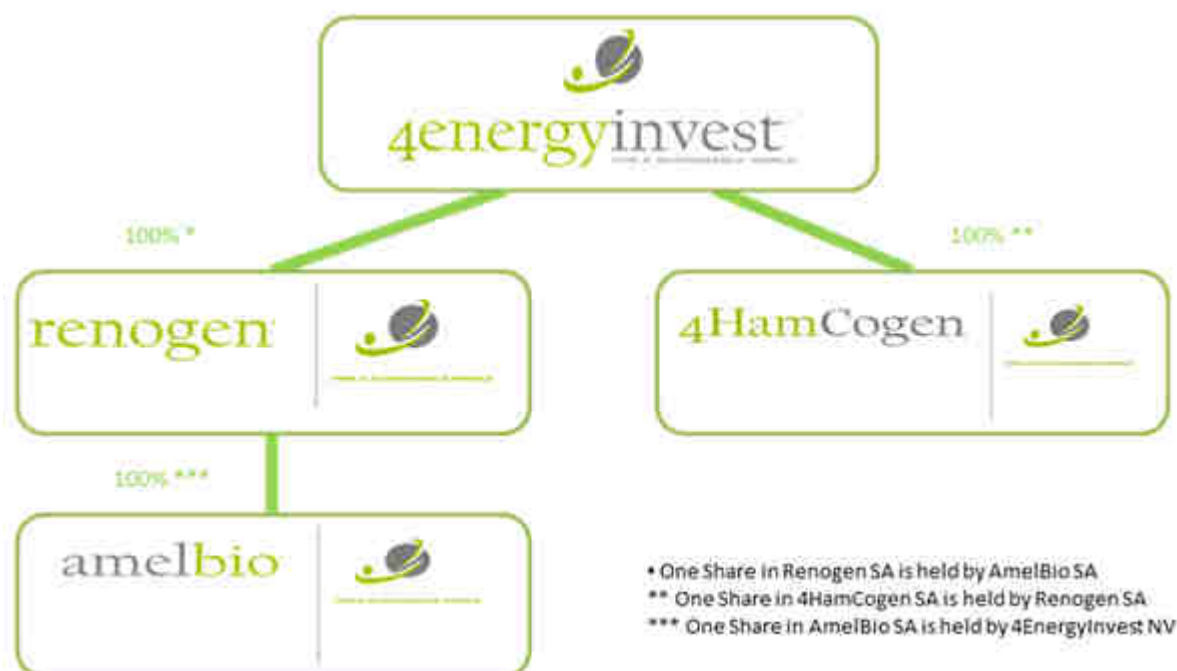 4energyinvest
100% *
100% **
renogen
4HamCogen
100% ***
amelbio
• One Share in Renogen SA is held by AmelBio SA
** One Share in 4HamCogen SA is held by Renogen SA
*** One Share in AmelBio SA is held by 4EnergyInvest NV